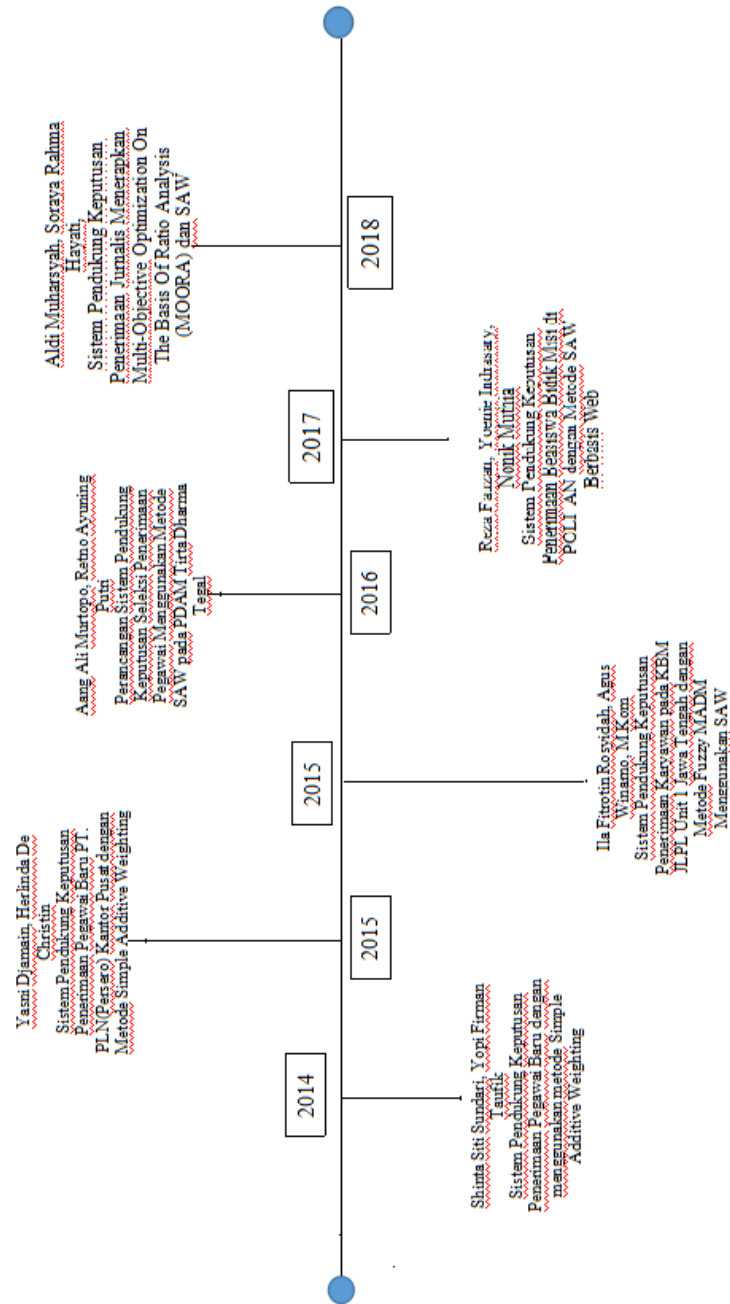 Yasni Djamain, Herlinda De
Christin
Sistem Pendukung Keputusan
Penerimaan Pegawai Baru PT.
PLN(Persero) Kantor Pusat dengan
Metode Simple Additive Weighting
Aang Ali Murtopo, Retno Ayuning
Putri
Perancangan Sistem Pendukung
Keputusan Seleksi Penerimaan
Pegawai Menggunakan Metode
SAW pada PDAM Tirta Dharma
Tegal
Aldi Muharsyah, Soraya Rahma
Hayati,
Sistem Pendukung Keputusan
Penerimaan Jurnalis Menerapkan
Multi-Objective Optimization On
The Basis Of Ratio Analysis
(MOORA) dan SAW
2014
2015
2015
2016
2017
2018
Shinta Siti Sundari, Yopi Firman
Taufik
Sistem Pendukung Keputusan
Penerimaan Pegawai Baru dengan
menggunakan metode Simple
Additive Weighting
Ila Fitrotin Rosyidah, Agus
Winarno, M.Kom
Sistem Pendukung Keputusan
Penerimaan Karyawan pada KBM
JLPL Unit 1 Jawa Tengah dengan
Metode Fuzzy MADM
Menggunakan SAW
Reza Fauzan, Yoenie Indrasary,
Nonik Mutha
Sistem Pendukung Keputusan
Penerimaan Beasiswa Bidik Misi di
POLI AN dengan Metode SAW
Berbasis Web